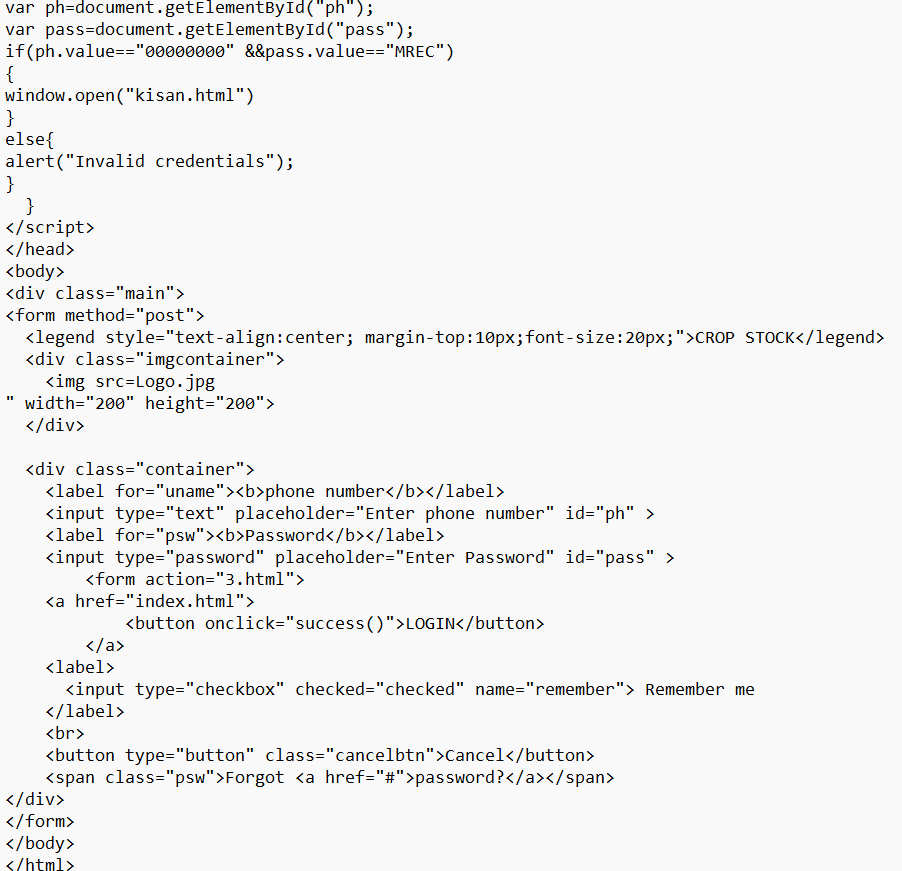 var ph=document.getElementById("ph");
var pass=document.getElementById("pass");
if(ph.value=="00000000" &&pass.value=="MREC")
{
window.open("kisan.html")
}
else{
alert("Invalid credentials");
}
  }
</script>
</head>
<body>
<div class="main">
<form method="post">
  <legend style="text-align:center; margin-top:10px;font-size:20px;">CROP STOCK</legend>
  <div class="imgcontainer">
    <img src=Logo.jpg
" width="200" height="200">
  </div>

  <div class="container">
    <label for="uname"><b>phone number</b></label>
    <input type="text" placeholder="Enter phone number" id="ph" >
    <label for="psw"><b>Password</b></label>
    <input type="password" placeholder="Enter Password" id="pass" >
        <form action="3.html">
    <a href="index.html">
            <button onclick="success()">LOGIN</button>
        </a>
    <label>
      <input type="checkbox" checked="checked" name="remember"> Remember me
    </label>
    <br>
    <button type="button" class="cancelbtn">Cancel</button>
    <span class="psw">Forgot <a href="#">password?</a></span>
</div>
</form>
</body>
</html>